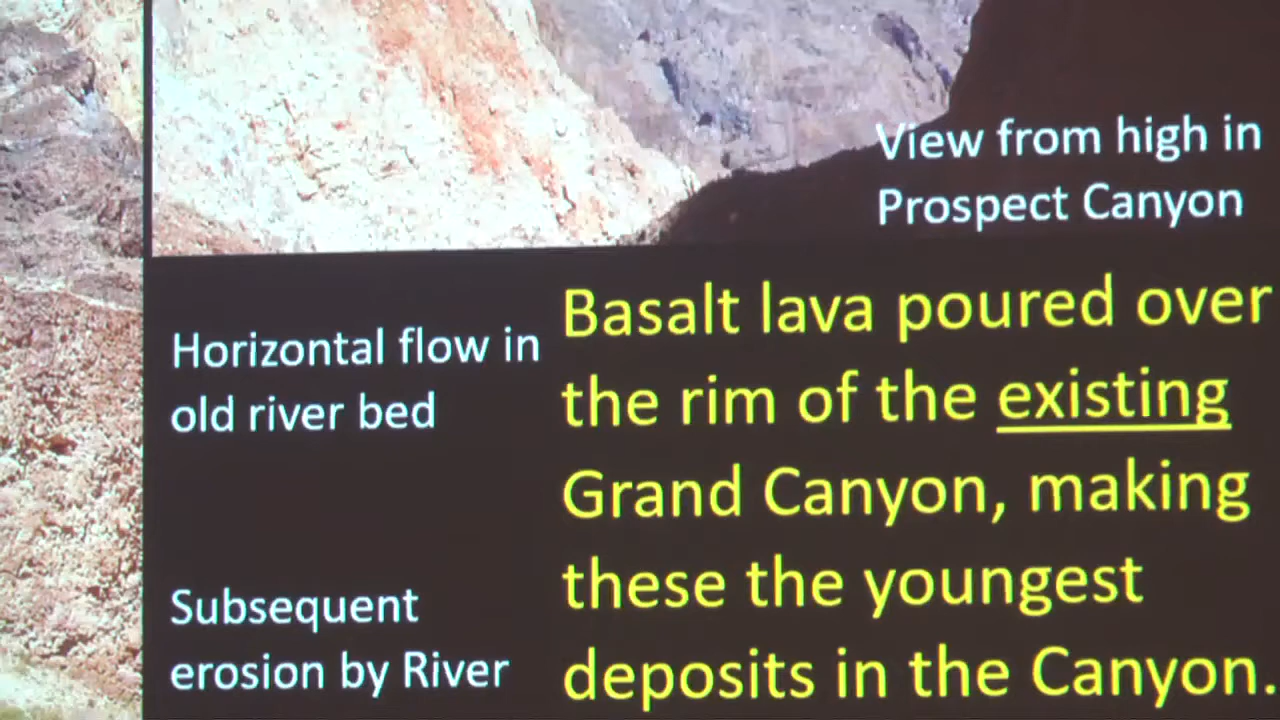 View from high in
Prospect Canyon
Horizontal flow in
old river bed
Subsequent
erosion by River
Basalt lava poured over
the rim of the existing
Grand Canyon, making
these the youngest
deposits in the Canyon.